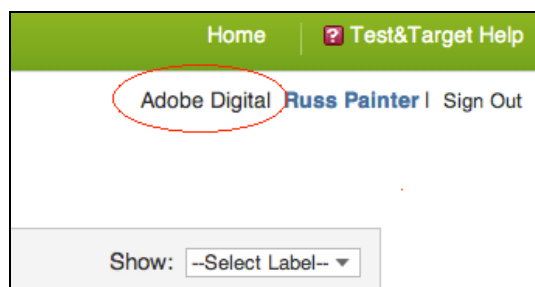 Home ? Test&Target Help
Adobe Digital Russ Painter | Sign Out
Show: --Select Label--